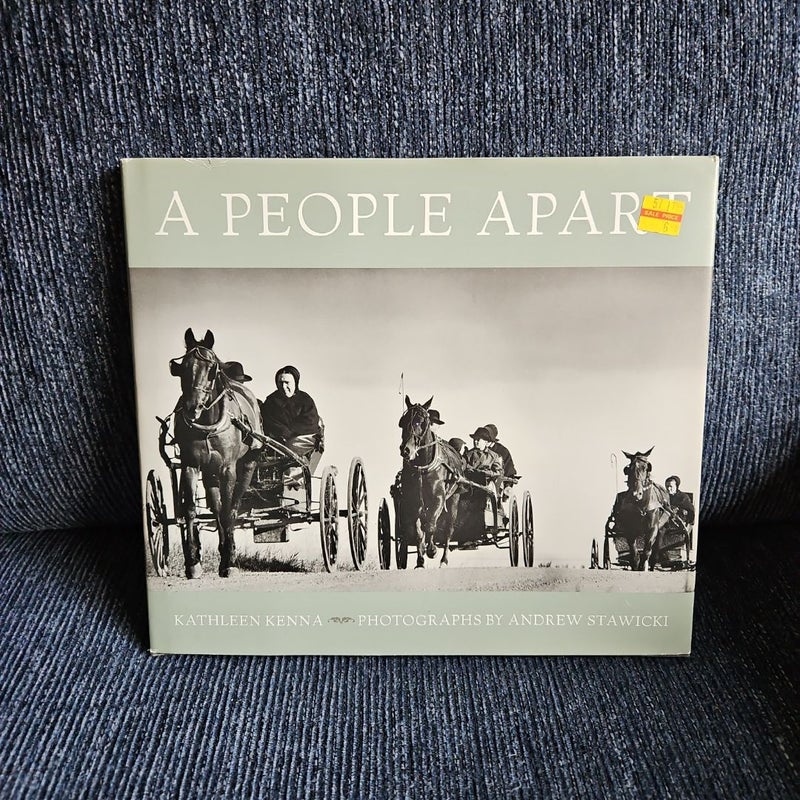 A PEOPLE APART
SALE PRICE
KATHLEEN KENNA PHOTOGRAPHS BY ANDREW STAWICKI